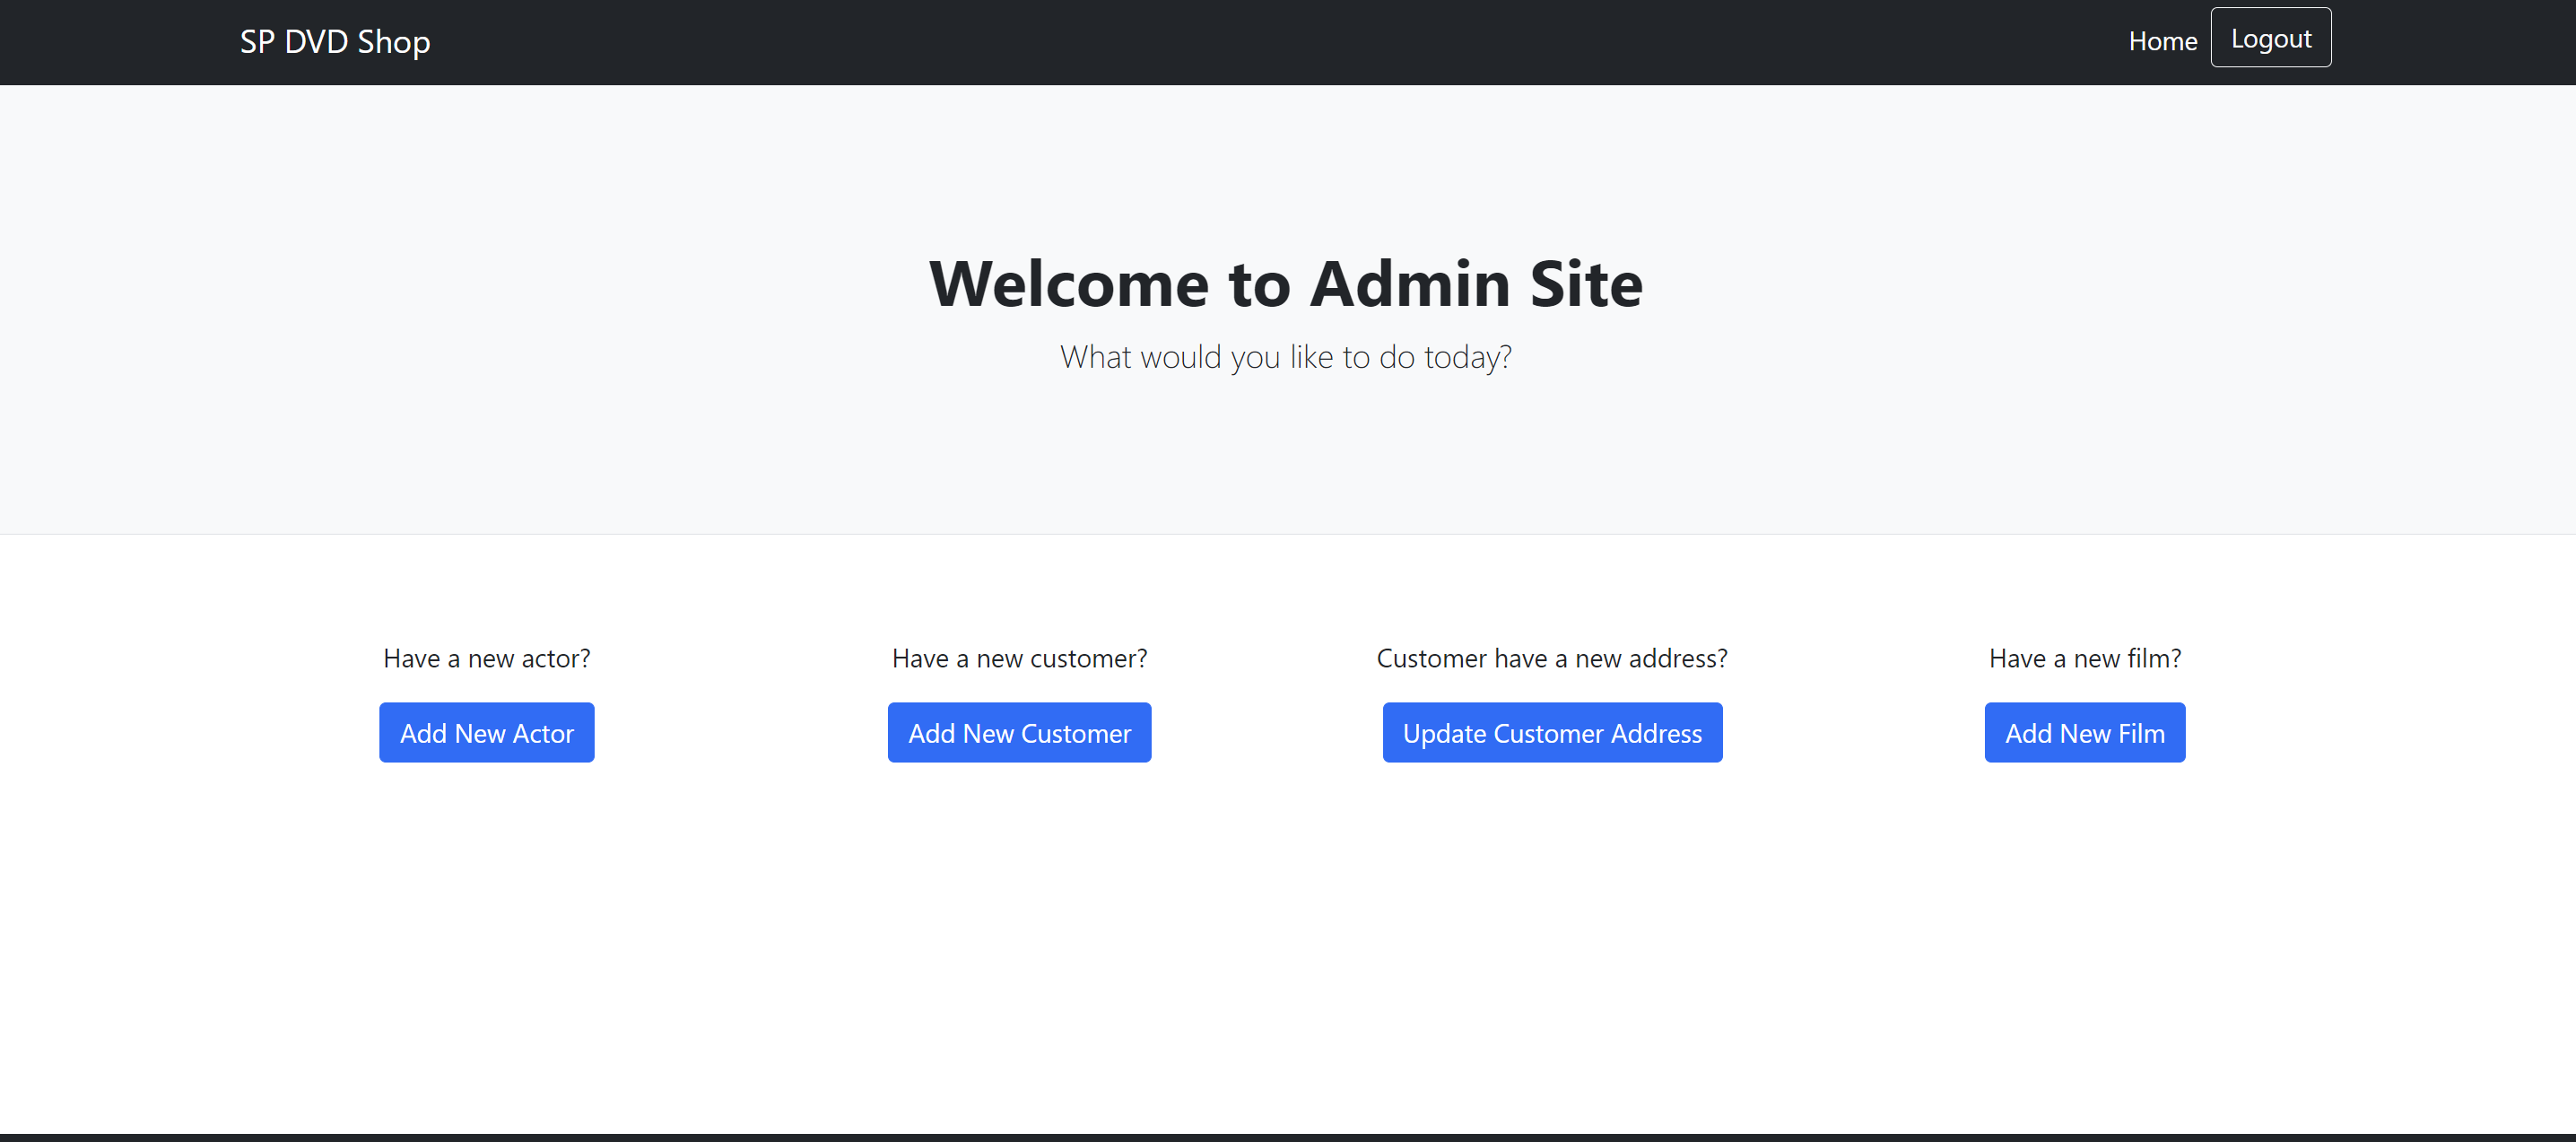 SP DVD Shop
Home Logout
Welcome to Admin Site
What would you like to do today?
Have a new actor?
Add New Actor
Have a new customer?
Add New Customer
Customer have a new address?
Update Customer Address
Have a new film?
Add New Film